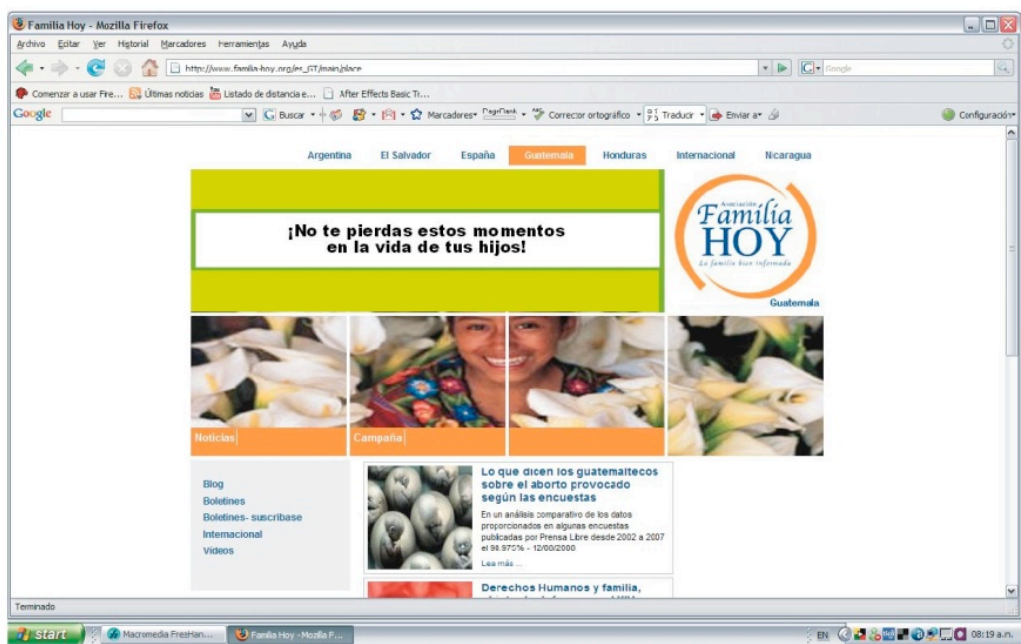 Familia Hoy - Mozilla Firefox
Archivo Editar Ver Historial Marcadores Herramientas Ayuda
http://www.familia-hoy.org/es_GT/main/place
Google
Comenzar a usar Fire... Últimas noticias Listado de distancia e... After Effects Basic Tr...
Google Buscar Marcadores PageRank Corrector ortográfico Traducir Enviar a Configuración
Argentina El Salvador España Guatemala Honduras Internacional Nicaragua
¡No te pierdas estos momentos
en la vida de tus hijos!
Asociación
Familia
HOY
La familia bien informada
Guatemala
Noticias Campaña
Blog
Boletines
Boletines- suscribase
Internacional
Videos
Lo que dicen los guatemaltecos
sobre el aborto provocado
según las encuestas
En un análisis comparativo de los datos
proporcionados en algunas encuestas
publicadas por Prensa Libre desde 2002 a 2007
el
Lea más ...
Derechos Humanos y familia,
Terminado
start Macromedia FreeHan... Familia Hoy - Mozilla F... EN 08:19 a.m.